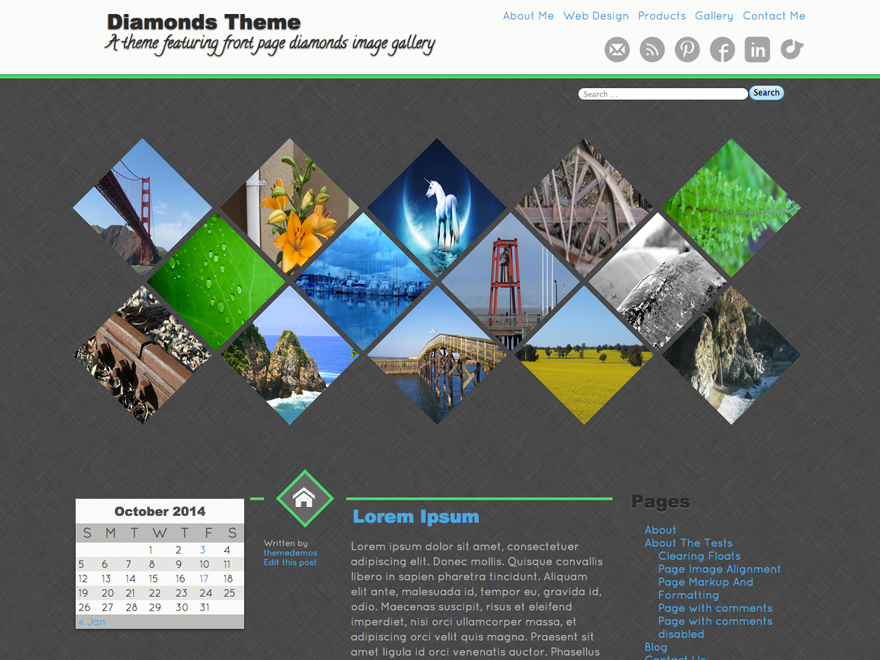 Diamonds Theme
A theme featuring front page diamonds image gallery
About Me Web Design Products Gallery Contact Me
Search ...
Search
October 2014
S M T W T F S
1 2 3 4
5 6 7 8 9 10 11
12 13 14 15 16 17 18
19 20 21 22 23 24 25
26 27 28 29 30 31
« Jan
Written by
themedemos
Edit this post
Lorem Ipsum
Lorem ipsum dolor sit amet, consectetuer
adipiscing elit. Donec mollis. Quisque convallis
libero in sapien pharetra tincidunt. Aliquam
elit ante, malesuada id, tempor eu, gravida id,
odio. Maecenas suscipit, risus et eleifend
imperdiet, nisi orci ullamcorper massa, et
adipiscing orci velit quis magna. Praesent sit
amet ligula id orci venenatis auctor. Phasellus
Pages
About
About The Tests
Clearing Floats
Page Image Alignment
Page Markup And
Formatting
Page with comments
Page with comments
disabled
Blog
Contact Us